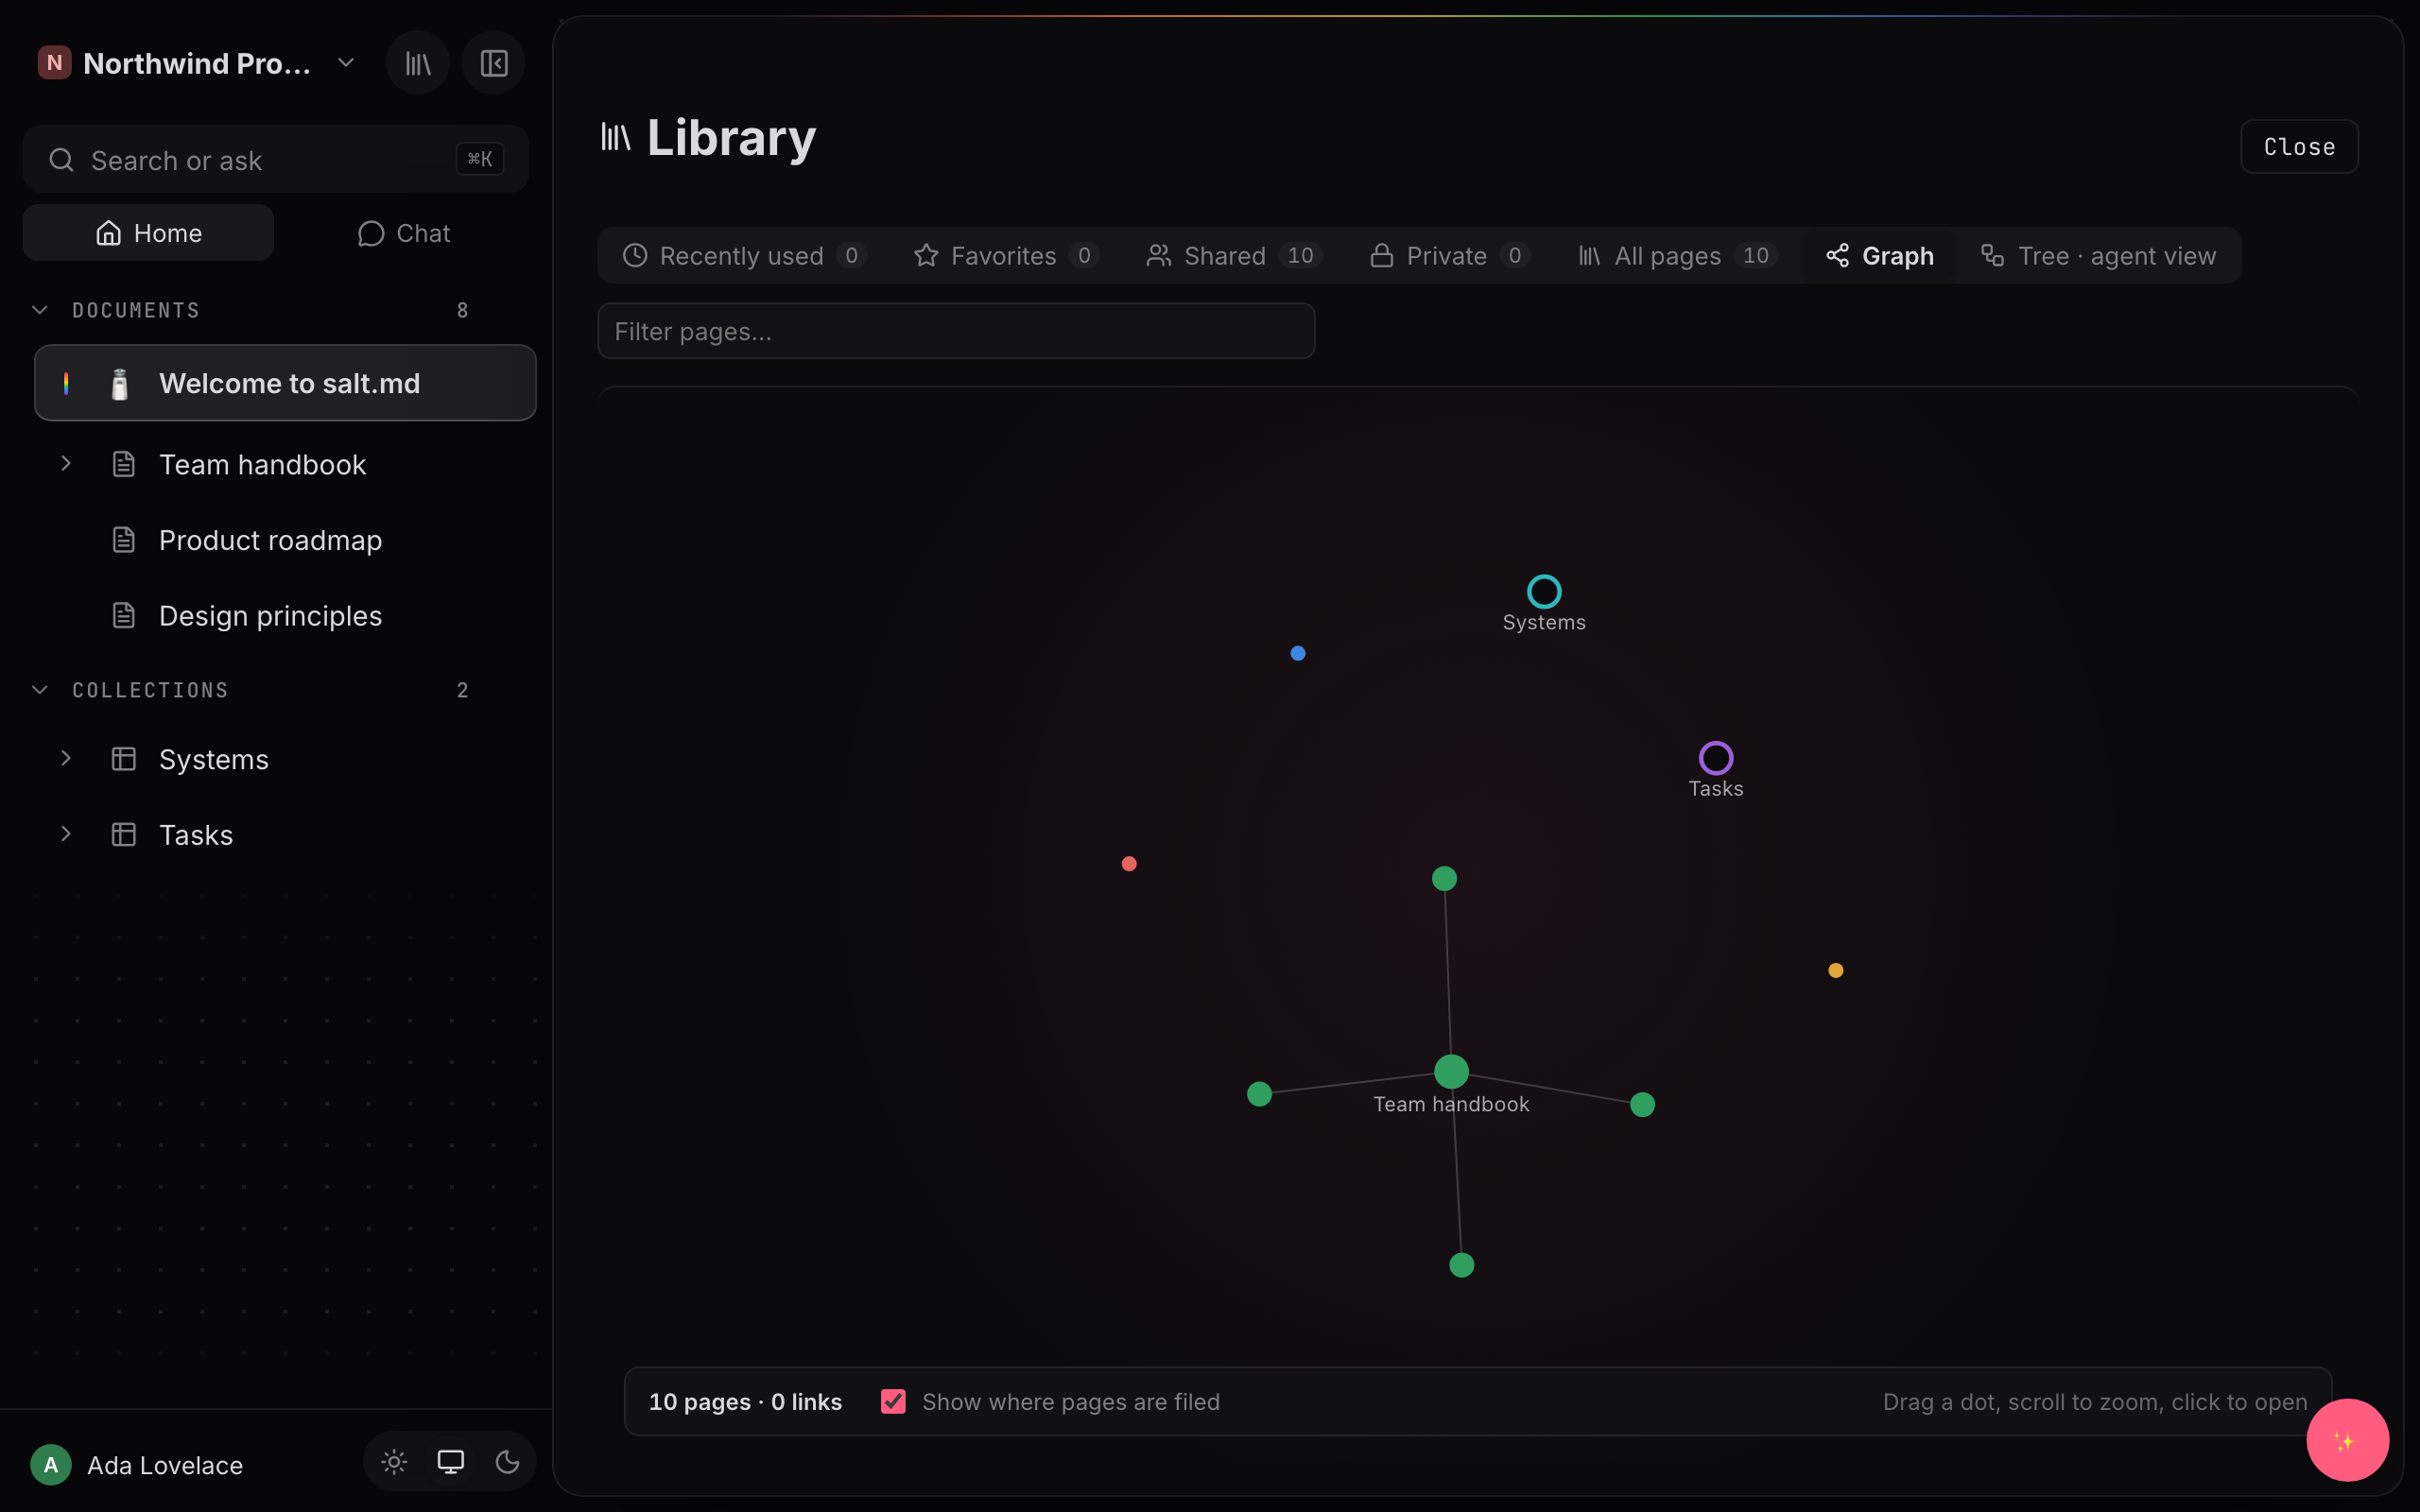 N Northwind Pro...
Search or ask ⌘K
Home Chat
DOCUMENTS 8
Welcome to salt.md
Team handbook
Product roadmap
Design principles
COLLECTIONS 2
Systems
Tasks
A Ada Lovelace
Library
Close
Recently used 0 Favorites 0 Shared 10 Private 0 All pages 10 Graph Tree · agent view
Filter pages...
Systems
Tasks
Team handbook
10 pages · 0 links Show where pages are filed Drag a dot, scroll to zoom, click to open